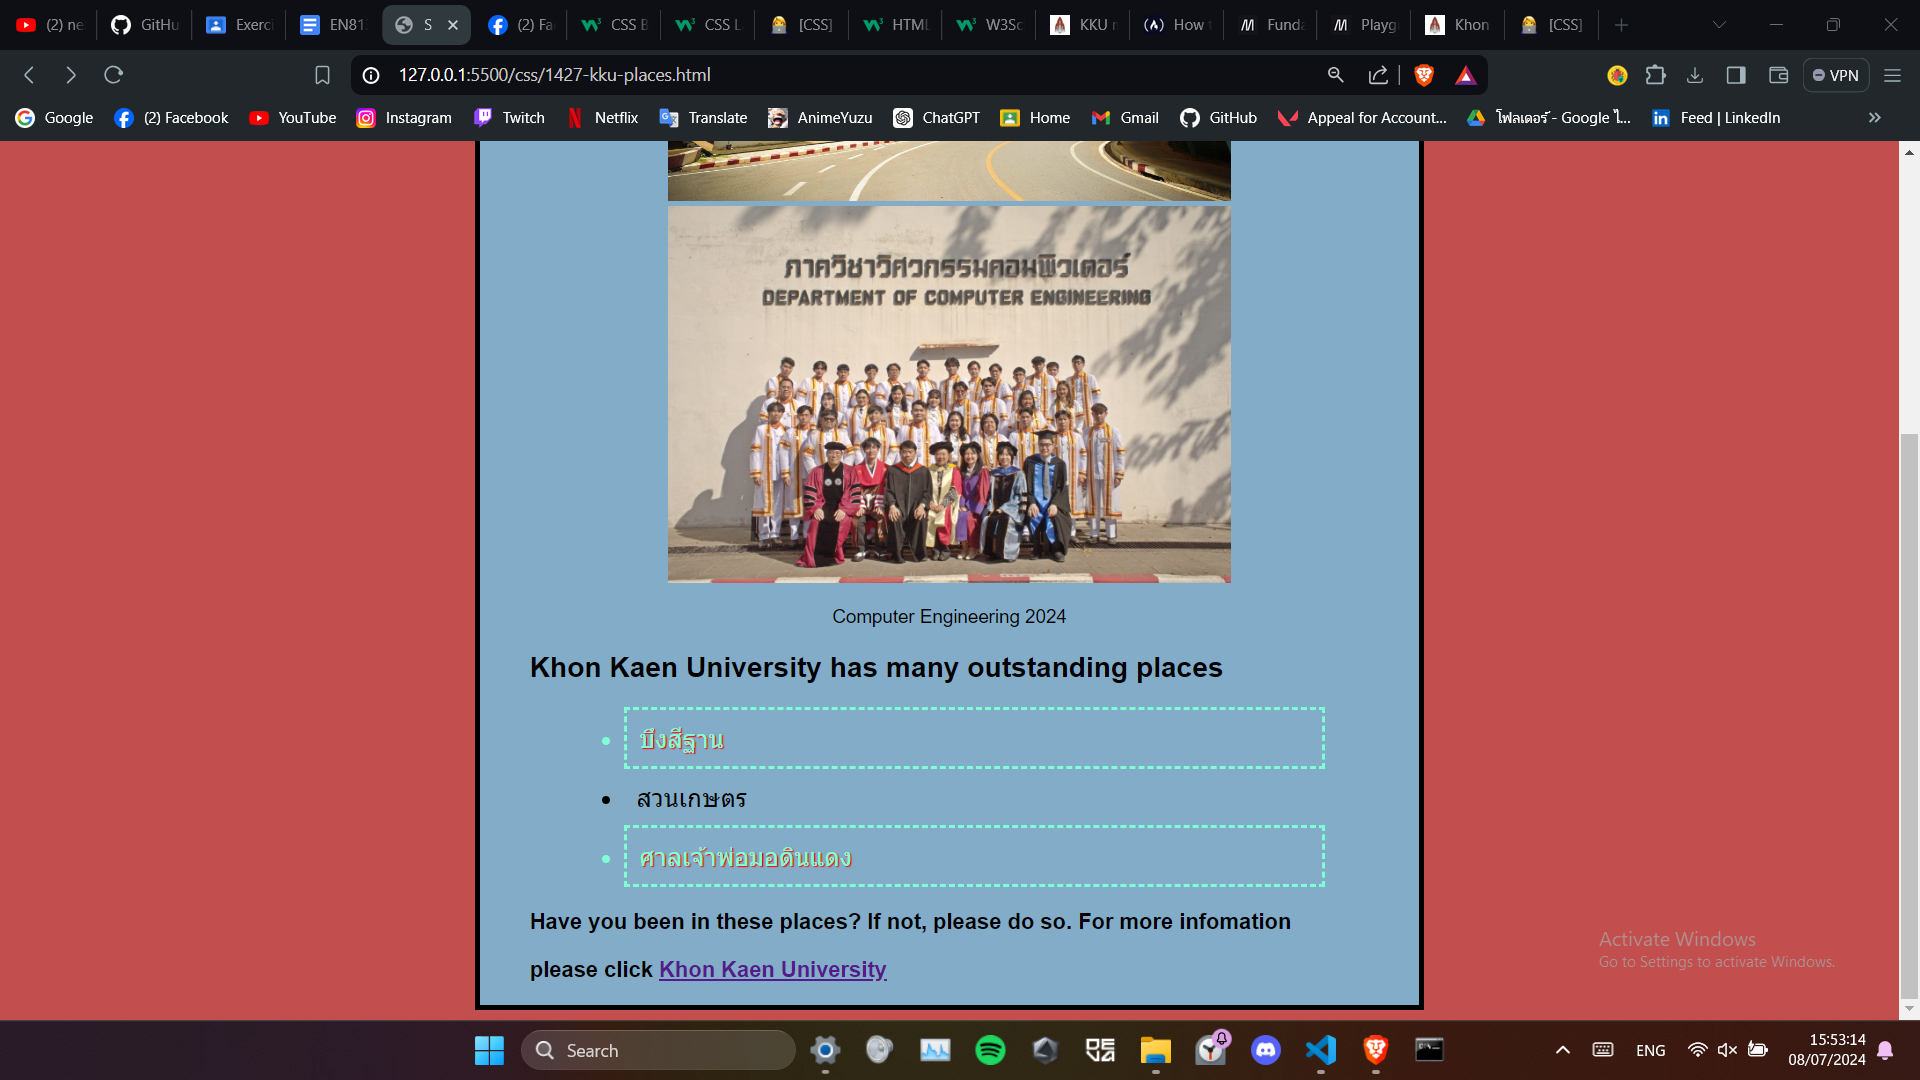 (2) ne
GitHu
Exerci
EN81
S
(2) Fa
CSS B
CSS L
[CSS]
HTML
W3Sc
KKU m
How t
Funda
Playg
Khon
[CSS]
127.0.0.1:5500/css/1427-kku-places.html
VPN
Google
(2) Facebook
YouTube
Instagram
Twitch
Netflix
Translate
AnimeYuzu
ChatGPT
Home
Gmail
GitHub
Appeal for Account...
โฟลเดอร์ - Google ไ...
Feed | LinkedIn
ภาควิชาวิศวกรรมคอมพิวเตอร์
DEPARTMENT OF COMPUTER ENGINEERING
Computer Engineering 2024
Khon Kaen University has many outstanding places
บึงสีฐาน
สวนเกษตร
ศาลเจ้าพ่อมอดินแดง
Have you been in these places? If not, please do so. For more infomation
please click Khon Kaen University
Activate Windows
Go to Settings to activate Windows.
Search
ENG
15:53:14
08/07/2024